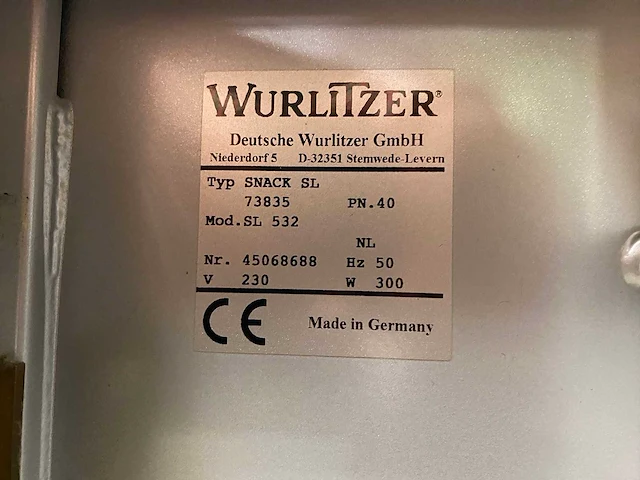 WURLITZER®
Deutsche Wurlitzer GmbH
Niederdorf 5 D-32351 Stemwede-Levern
Typ SNACK SL
73835 PN.40
Mod.SL 532
NL
Nr. 45068688 Hz 50
V 230 W 300
CE Made in Germany